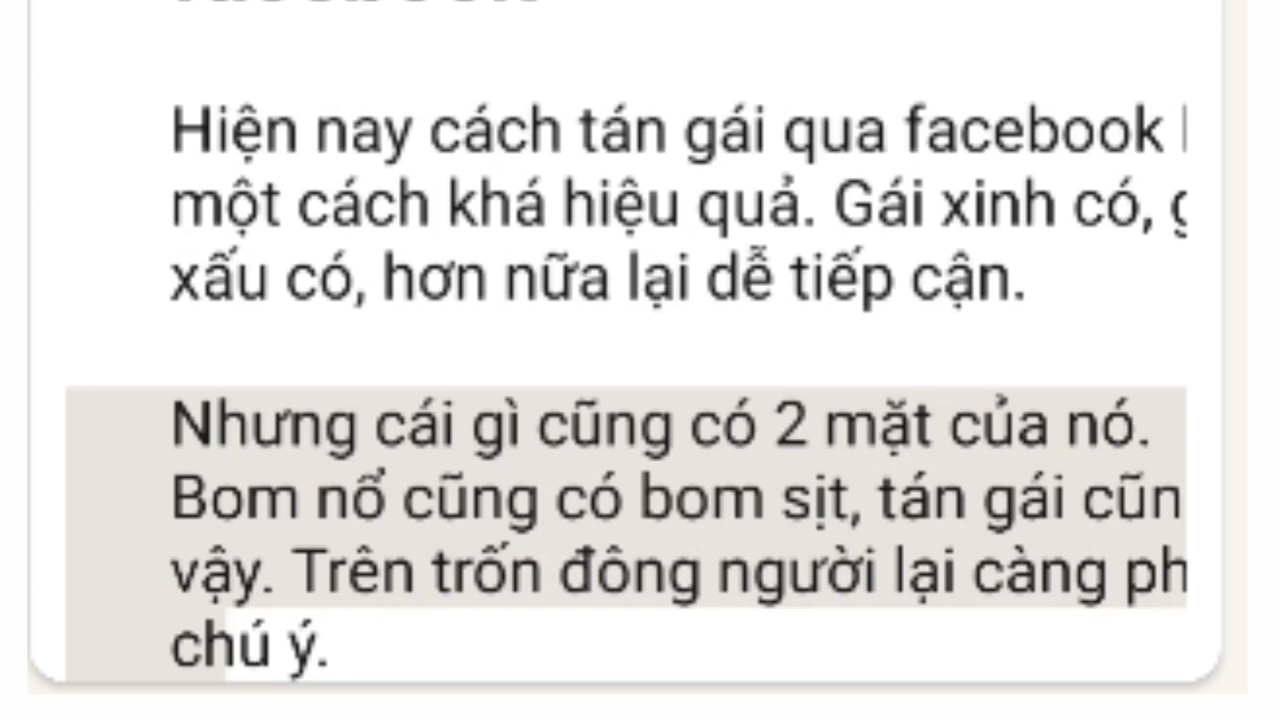 Hiện nay cách tán gái qua facebook
một cách khá hiệu quả. Gái xinh có,
xấu có, hơn nữa lại dễ tiếp cận.
Nhưng cái gì cũng có 2 mặt của nó.
Bom nổ cũng có bom sịt, tán gái cũn
vậy. Trên trốn đông người lại càng ph
chú ý.